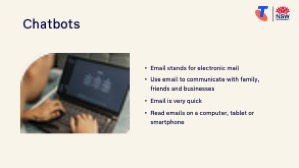 Chatbots
NSW
• Email stands for electronic mail
• Use email to communicate with family,
friends and businesses
• Email is very quick
• Read emails on a computer, tablet or
smartphone